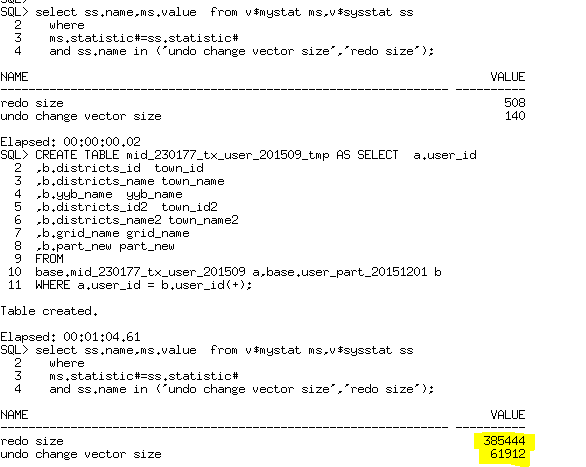 SQL>
SQL> select ss.name,ms.value  from v$mystat ms,v$sysstat ss
  2    where
  3    ms.statistic#=ss.statistic#
  4    and ss.name in ('undo change vector size','redo size');
NAME                                                                  VALUE
---------------------------------------------------------------- ----------
redo size                                                               508
undo change vector size                                                 140
Elapsed: 00:00:00.02
SQL> CREATE TABLE mid_230177_tx_user_201509_tmp AS SELECT  a.user_id
  2  ,b.districts_id  town_id
  3  ,b.districts_name town_name
  4  ,b.yyb_name  yyb_name
  5  ,b.districts_id2  town_id2
  6  ,b.districts_name2 town_name2
  7  ,b.grid_name grid_name
  8  ,b.part_new part_new
  9  FROM
 10  base.mid_230177_tx_user_201509 a,base.user_part_20151201 b
 11  WHERE a.user_id = b.user_id(+);
Table created.
Elapsed: 00:01:04.61
SQL> select ss.name,ms.value  from v$mystat ms,v$sysstat ss
  2    where
  3    ms.statistic#=ss.statistic#
  4    and ss.name in ('undo change vector size','redo size');
NAME                                                                  VALUE
---------------------------------------------------------------- ----------
redo size                                                            385444
undo change vector size                                               61912